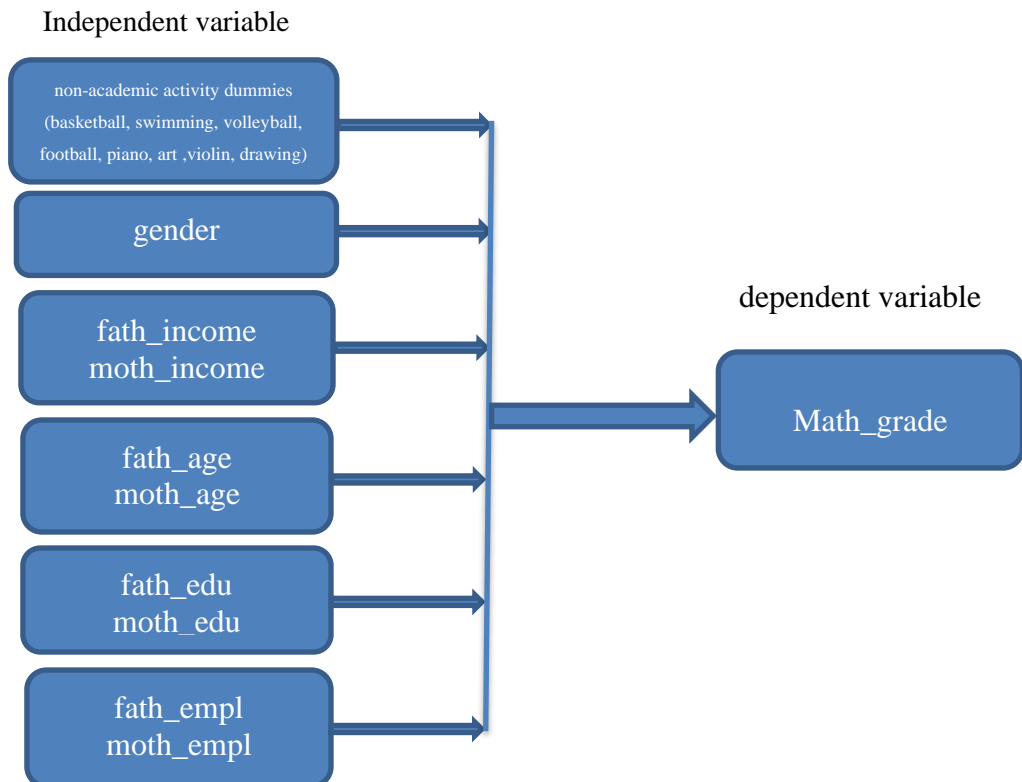 Independent variable
non-academic activity dummies
(basketball, swimming, volleyball,
football, piano, art ,violin, drawing)
gender
fath_income
moth_income
fath_age
moth_age
fath_edu
moth_edu
fath_empl
moth_empl
dependent variable
Math_grade